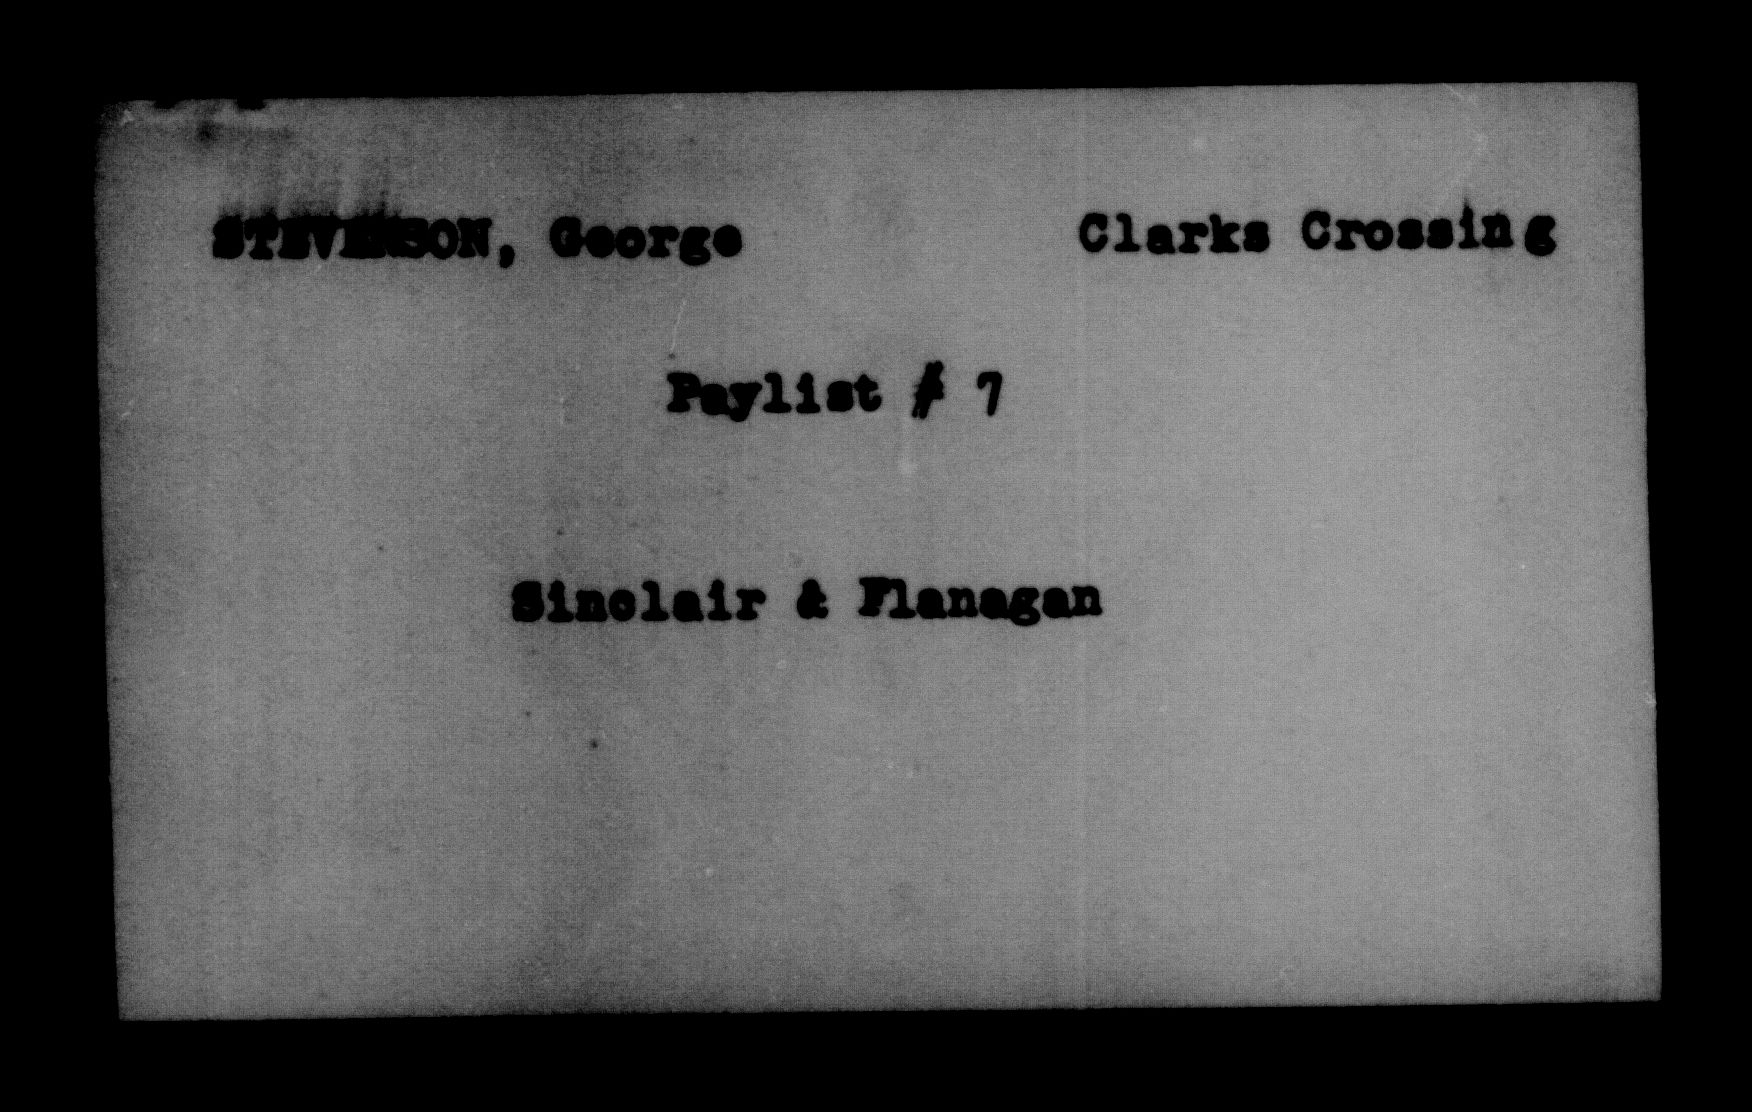 STEVENSON, George Clarks Crossing
Paylist # 7
Sinclair & Flanagan